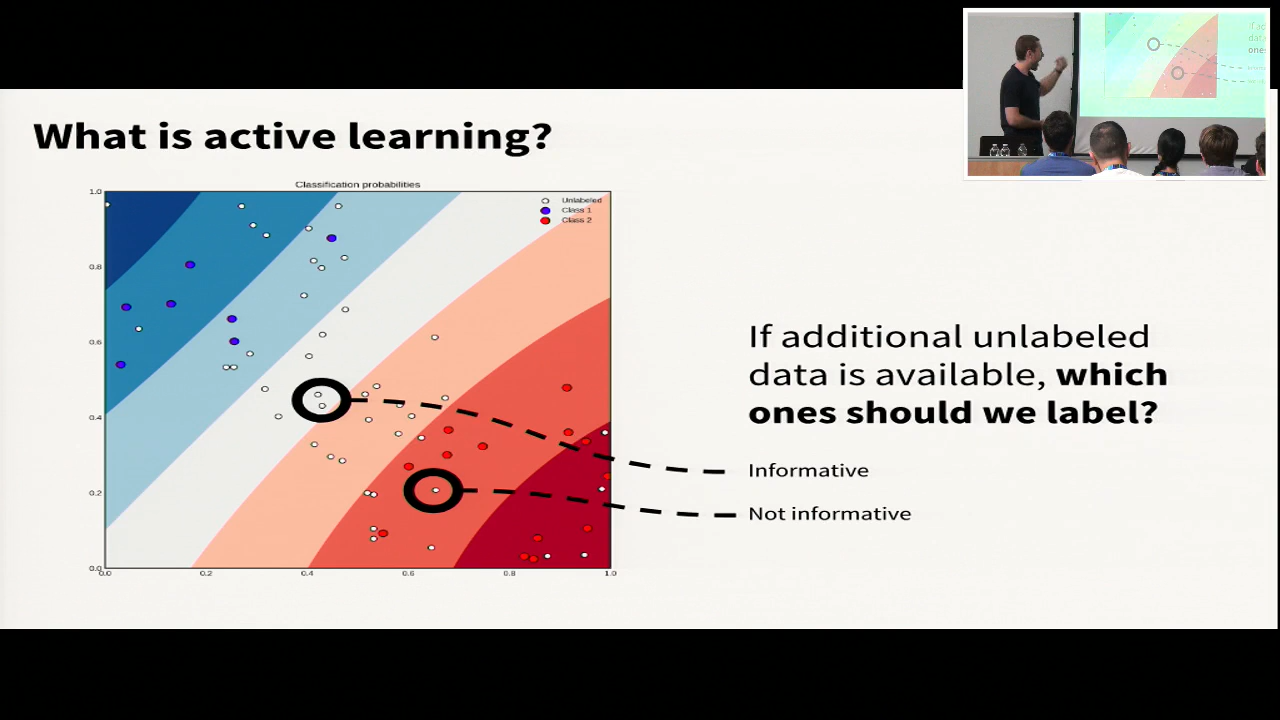 What is active learning?
Classification probabilities
Unlabeled
Class 1
Class 2
1.0
0.8
0.6
0.4
0.2
0.0
0.0 0.2 0.4 0.6 0.8 1.0
If additional unlabeled
data is available, which
ones should we label?
Informative
Not informative